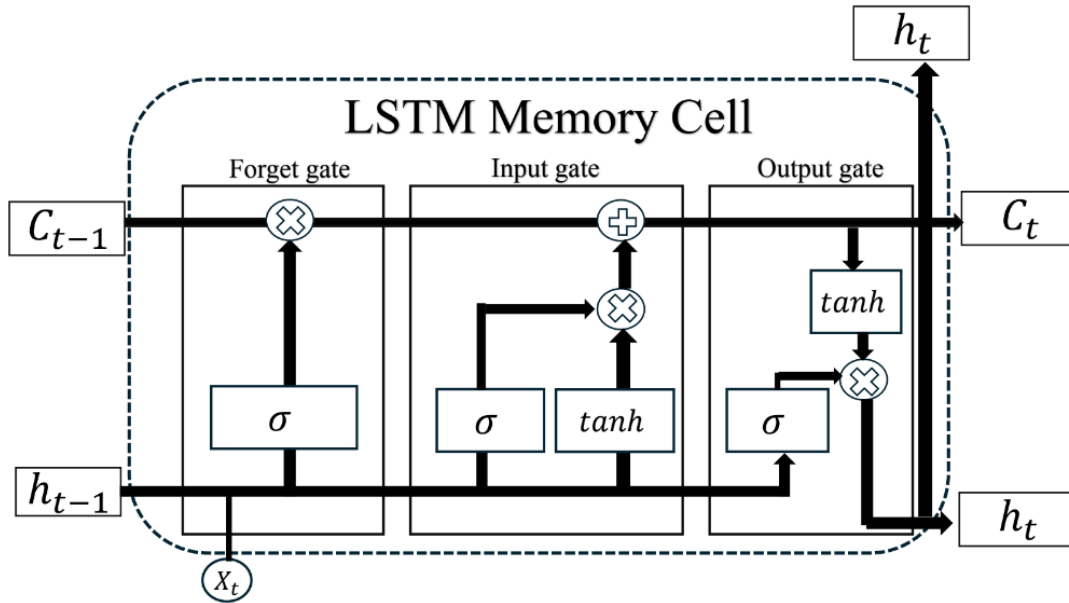 h_t
LSTM Memory Cell
Forget gate
Input gate
Output gate
C_{t-1}
C_t
tanh
σ
σ
tanh
σ
h_{t-1}
h_t
X_t